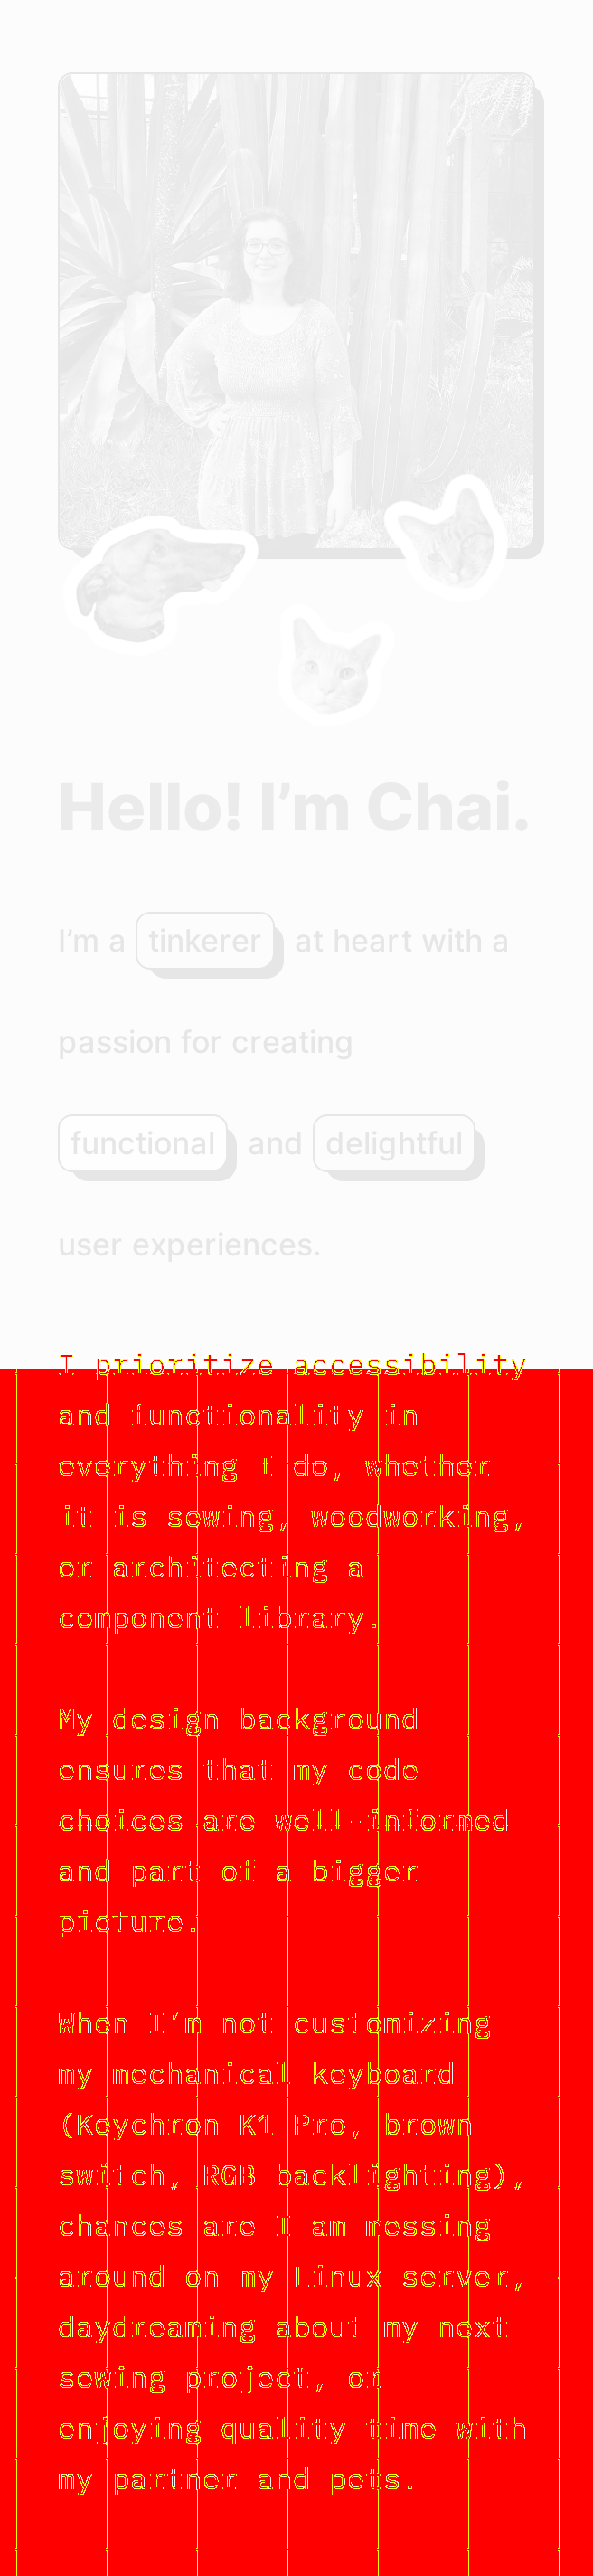 Hello! I’m Chai.
I’m a tinkerer at heart with a
passion for creating
functional and delightful
user experiences.
I prioritize accessibility
and functionality in
everything I do, whether
it is sewing, woodworking,
or architecting a
component library.
My design background
ensures that my code
choices are well-informed
and part of a bigger
picture.
When I’m not customizing
my mechanical keyboard
(Keychron K1 Pro, brown
switch, RGB backlighting),
chances are I am messing
around on my Linux server,
daydreaming about my next
sewing project, or
enjoying quality time with
my partner and pets.